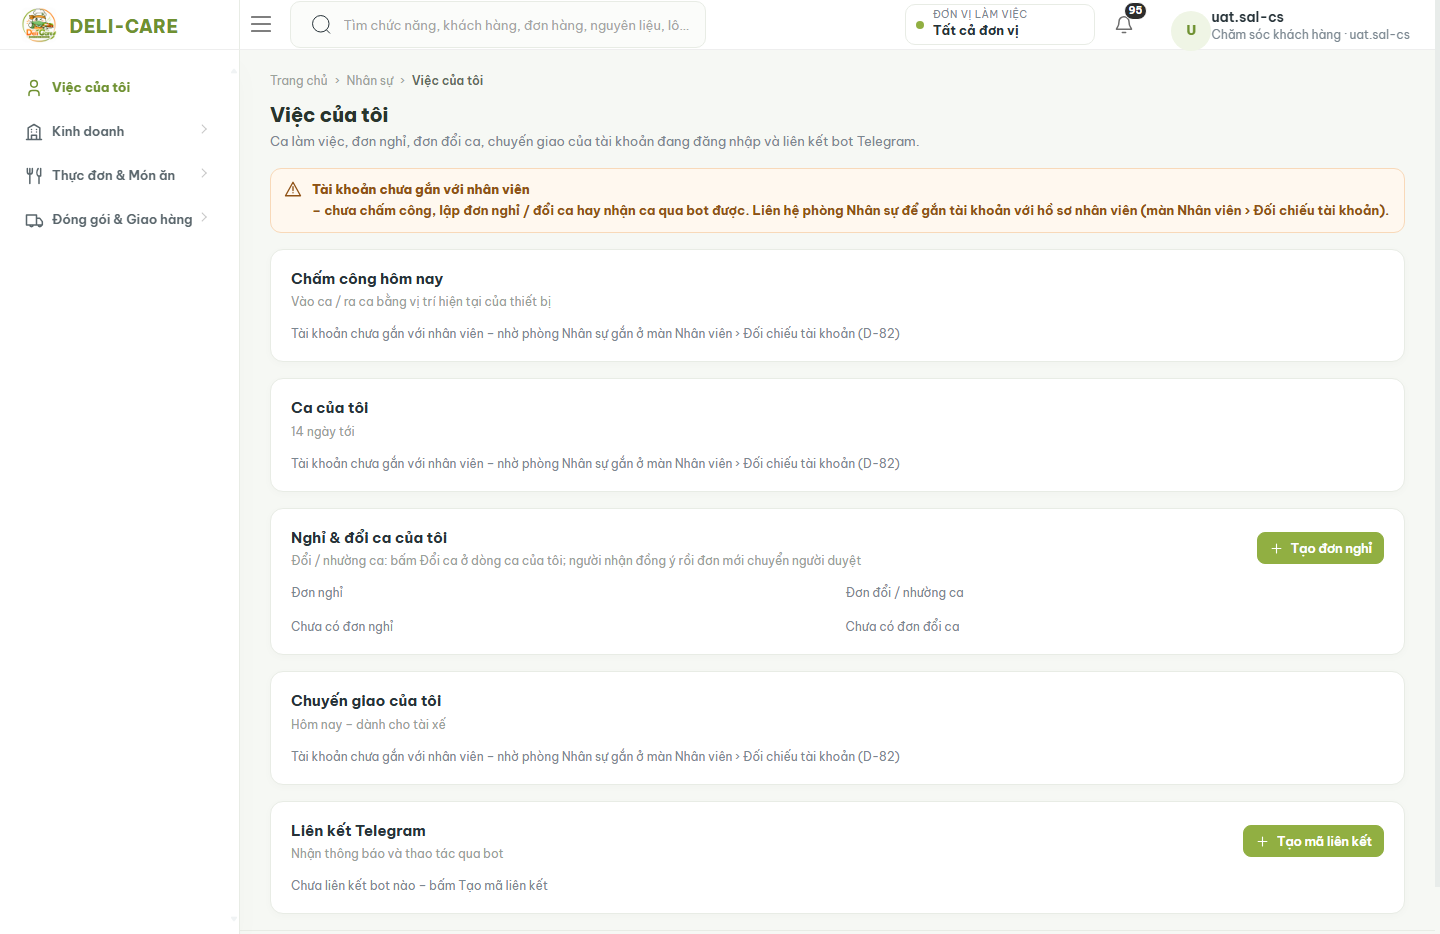 DELI-CARE
Tìm chức năng, khách hàng, đơn hàng, nguyên liệu, lô...
ĐƠN VỊ LÀM VIỆC
Tất cả đơn vị
95
U
uat.sal-cs
Chăm sóc khách hàng · uat.sal-cs
Việc của tôi
Kinh doanh
Thực đơn & Món ăn
Đóng gói & Giao hàng
Trang chủ › Nhân sự › Việc của tôi
Việc của tôi
Ca làm việc, đơn nghỉ, đơn đổi ca, chuyến giao của tài khoản đang đăng nhập và liên kết bot Telegram.
Tài khoản chưa gắn với nhân viên
– chưa chấm công, lập đơn nghỉ / đổi ca hay nhận ca qua bot được. Liên hệ phòng Nhân sự để gắn tài khoản với hồ sơ nhân viên (màn Nhân viên › Đối chiếu tài khoản).
Chấm công hôm nay
Vào ca / ra ca bằng vị trí hiện tại của thiết bị
Tài khoản chưa gắn với nhân viên – nhờ phòng Nhân sự gắn ở màn Nhân viên › Đối chiếu tài khoản (D-82)
Ca của tôi
14 ngày tới
Tài khoản chưa gắn với nhân viên – nhờ phòng Nhân sự gắn ở màn Nhân viên › Đối chiếu tài khoản (D-82)
Nghỉ & đổi ca của tôi
Đổi / nhường ca: bấm Đổi ca ở dòng ca của tôi; người nhận đồng ý rồi đơn mới chuyển người duyệt
+ Tạo đơn nghỉ
Đơn nghỉ
Đơn đổi / nhường ca
Chưa có đơn nghỉ
Chưa có đơn đổi ca
Chuyến giao của tôi
Hôm nay – dành cho tài xế
Tài khoản chưa gắn với nhân viên – nhờ phòng Nhân sự gắn ở màn Nhân viên › Đối chiếu tài khoản (D-82)
Liên kết Telegram
Nhận thông báo và thao tác qua bot
+ Tạo mã liên kết
Chưa liên kết bot nào – bấm Tạo mã liên kết